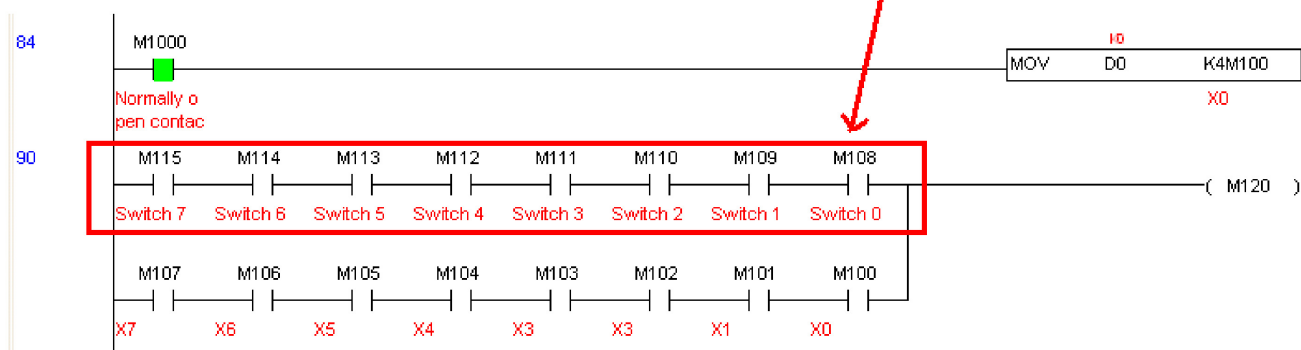 84 M1000
MOV D0 K4M100
Normally o X0
pen contac
90 M115 M114 M113 M112 M111 M110 M109 M108
( M120 )
Switch 7 Switch 6 Switch 5 Switch 4 Switch 3 Switch 2 Switch 1 Switch 0
M107 M106 M105 M104 M103 M102 M101 M100
X7 X6 X5 X4 X3 X3 X1 X0